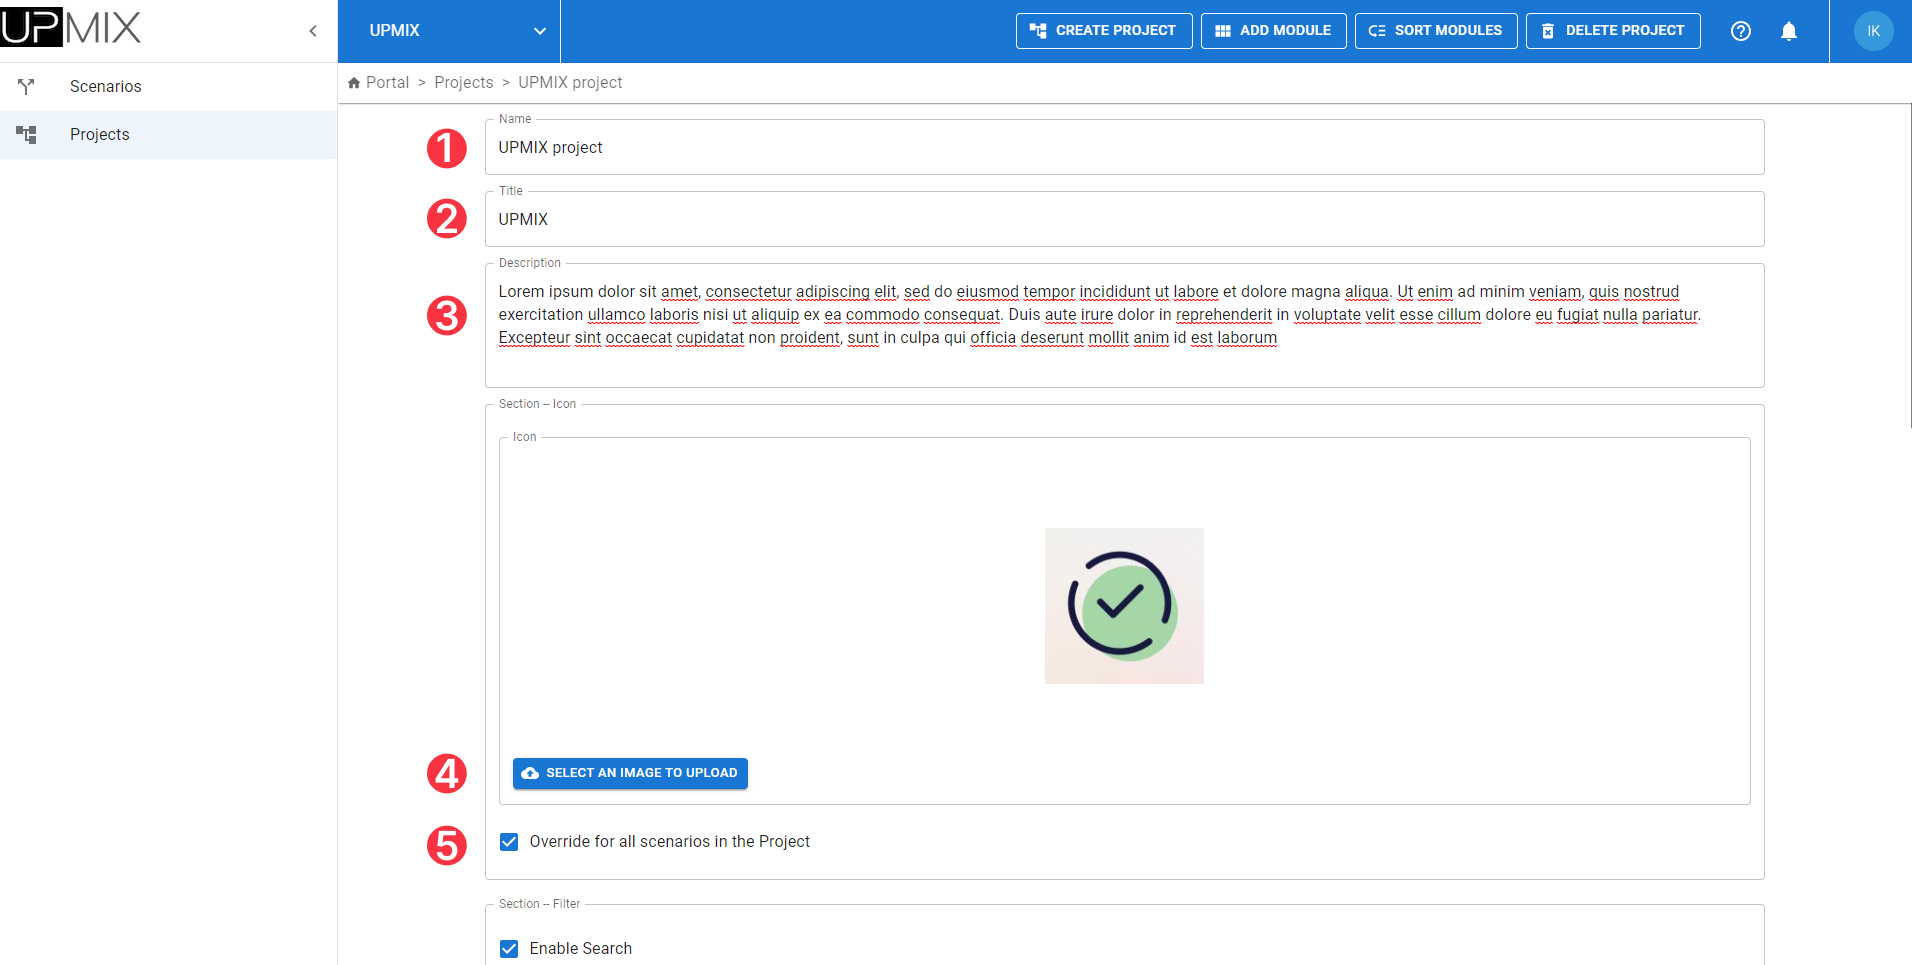 UPMIX
UPMIX
CREATE PROJECT
ADD MODULE
SORT MODULES
DELETE PROJECT
IK
Scenarios
Projects
Portal > Projects > UPMIX project
Name
1
UPMIX project
Title
2
UPMIX
Description
3
Lorem ipsum dolor sit amet, consectetur adipiscing elit, sed do eiusmod tempor incididunt ut labore et dolore magna aliqua. Ut enim ad minim veniam, quis nostrud
exercitation ullamco laboris nisi ut aliquip ex ea commodo consequat. Duis aute irure dolor in reprehenderit in voluptate velit esse cillum dolore eu fugiat nulla pariatur.
Excepteur sint occaecat cupidatat non proident, sunt in culpa qui officia deserunt mollit anim id est laborum
Section -- Icon
Icon
4
SELECT AN IMAGE TO UPLOAD
5
Override for all scenarios in the Project
Section -- Filter
Enable Search